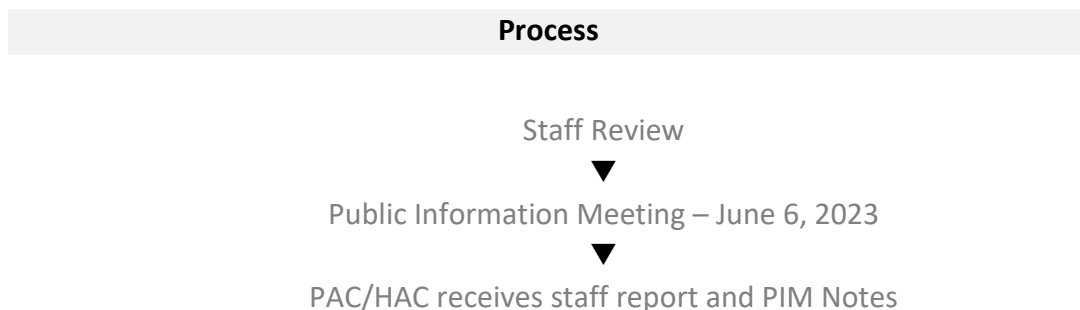 Process
Staff Review
Public Information Meeting – June 6, 2023
PAC/HAC receives staff report and PIM Notes